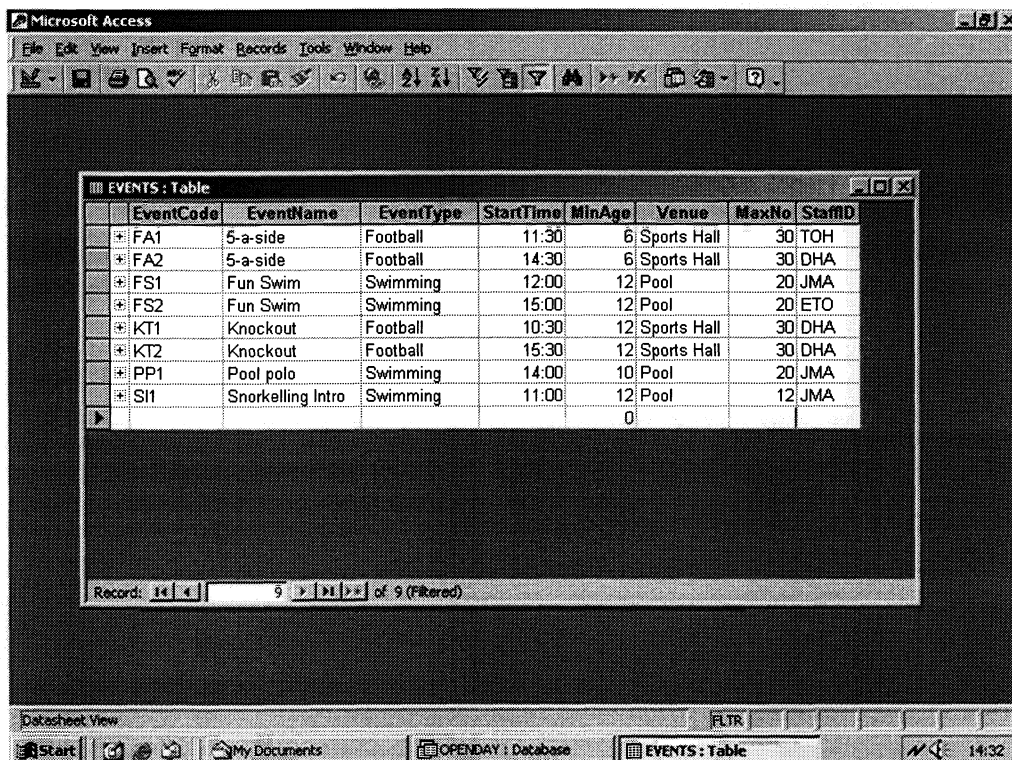 Microsoft Access
File Edit View Insert Format Records Tools Window Help
EVENTS : Table
EventCode EventName EventType StartTime MinAge Venue MaxNo StaffID
FA1 5-a-side Football 11:30 6 Sports Hall 30 TOH
FA2 5-a-side Football 14:30 6 Sports Hall 30 DHA
FS1 Fun Swim Swimming 12:00 12 Pool 20 JMA
FS2 Fun Swim Swimming 15:00 12 Pool 20 ETO
KT1 Knockout Football 10:30 12 Sports Hall 30 DHA
KT2 Knockout Football 15:30 12 Sports Hall 30 DHA
PP1 Pool polo Swimming 14:00 10 Pool 20 JMA
SI1 Snorkelling Intro Swimming 11:00 12 Pool 12 JMA
0
Record: 9 of 9 (Filtered)
Datasheet View FLTR
Start My Documents OPENDAY : Database EVENTS : Table 14:32